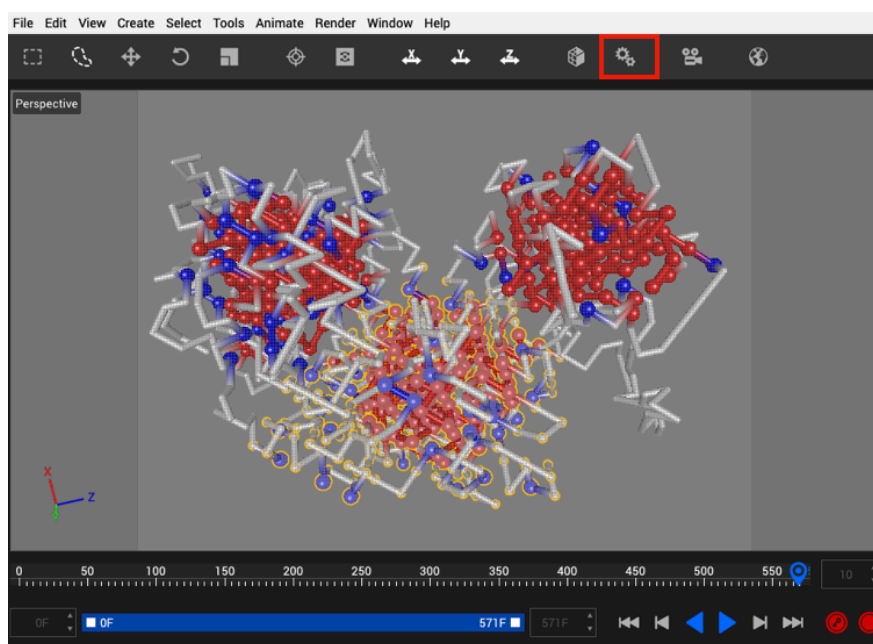 File Edit View Create Select Tools Animate Render Window Help
X Y Z
Perspective
X
Z
Y
0 50 100 150 200 250 300 350 400 450 500 550
10
0F 0F 571F 571F